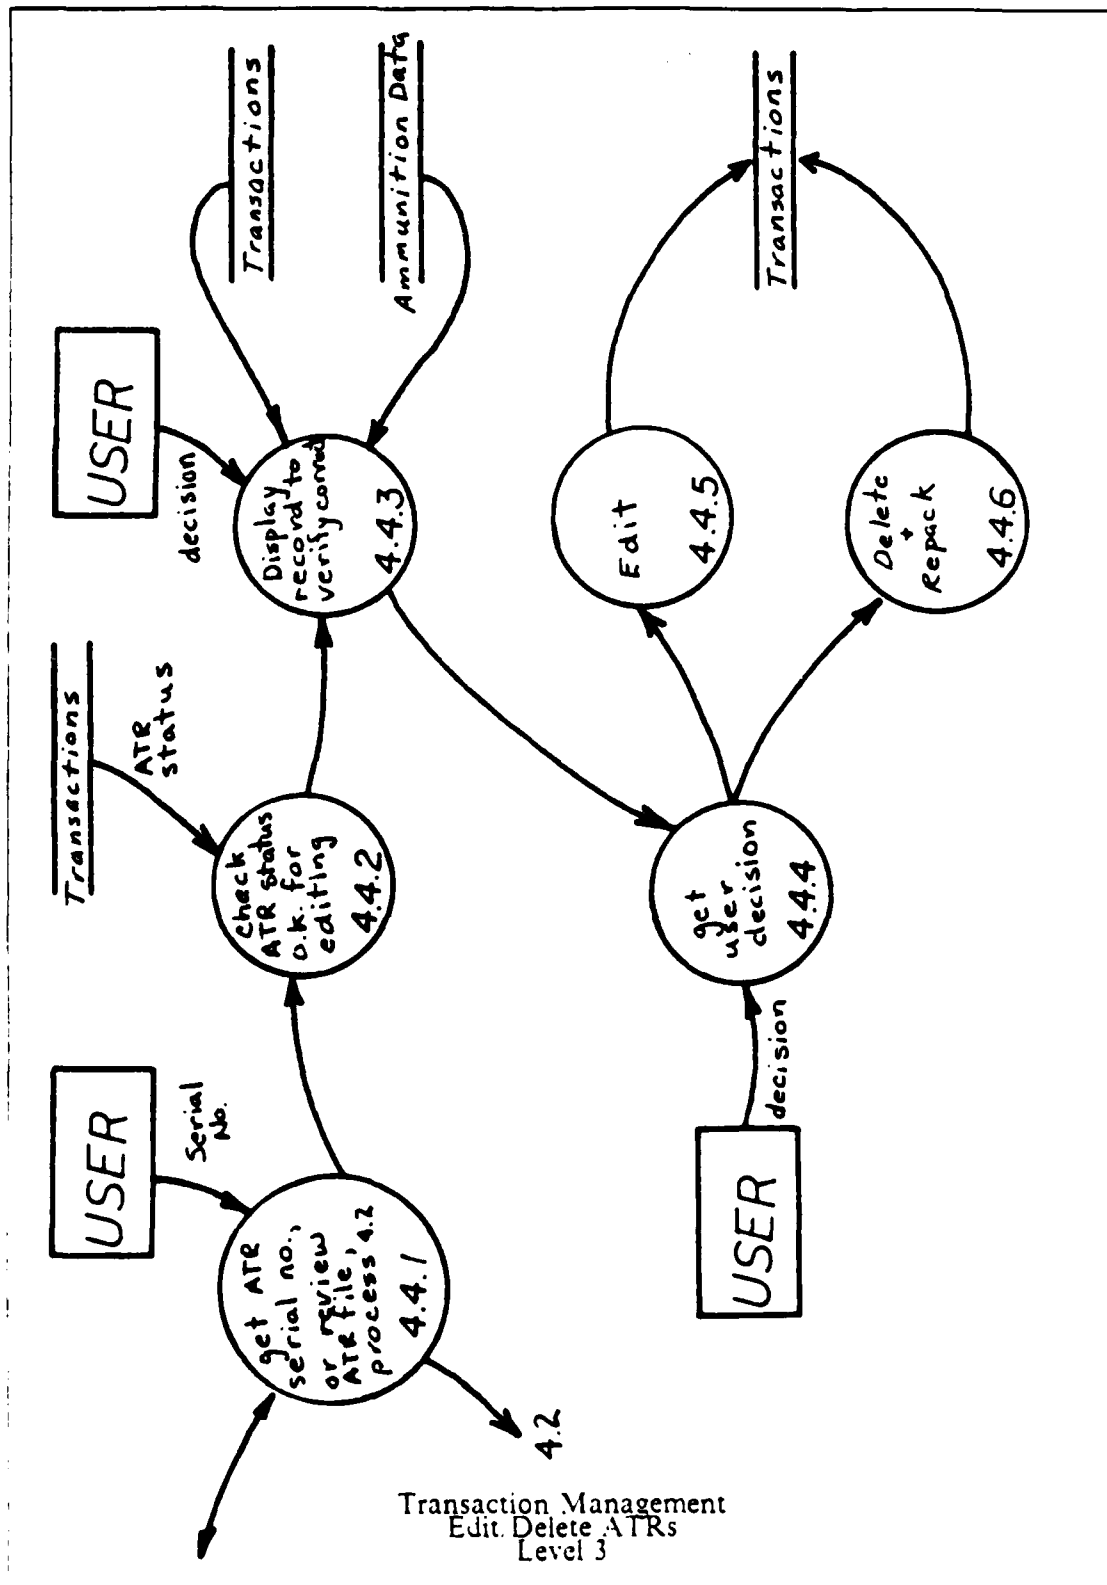 USER
Serial
No.
get ATR
serial no.,
or review
ATR file,
process 4.2
4.4.1
4.2
Transactions
ATR
status
check
ATR status
o.k. for
editing
4.4.2
USER
decision
Transactions
Ammunition Data
Display
record to
verify correct
4.4.3
USER
decision
get
user
decision
4.4.4
Edit
4.4.5
Delete
+
Repack
4.4.6
Transactions
Transaction Management
Edit. Delete ATRs
Level 3